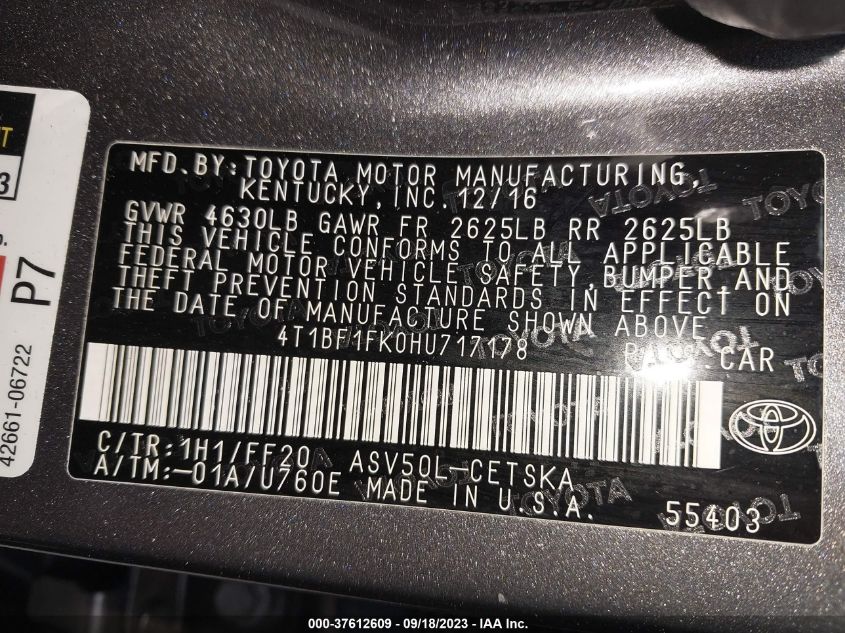 MFD.BY:TOYOTA MOTOR MANUFACTURING,
KENTUCKY,INC.12/16
GVWR 4630LB GAWR FR 2625LB RR 2625LB
THIS VEHICLE CONFORMS TO ALL APPLICABLE
FEDERAL MOTOR VEHICLE SAFETY,BUMPER,AND
THEFT PREVENTION STANDARDS IN EFFECT ON
THE DATE OF MANUFACTURE SHOWN ABOVE
4T1BF1FK0HU717178 CAR
C/TR:1H1/FF20 ASV50L-CETSKA
A/TM:-01A/U760E MADE IN U.S.A. 55403
TOYOTA
P7
42661-06722
000-37612609 - 09/18/2023 - IAA Inc.